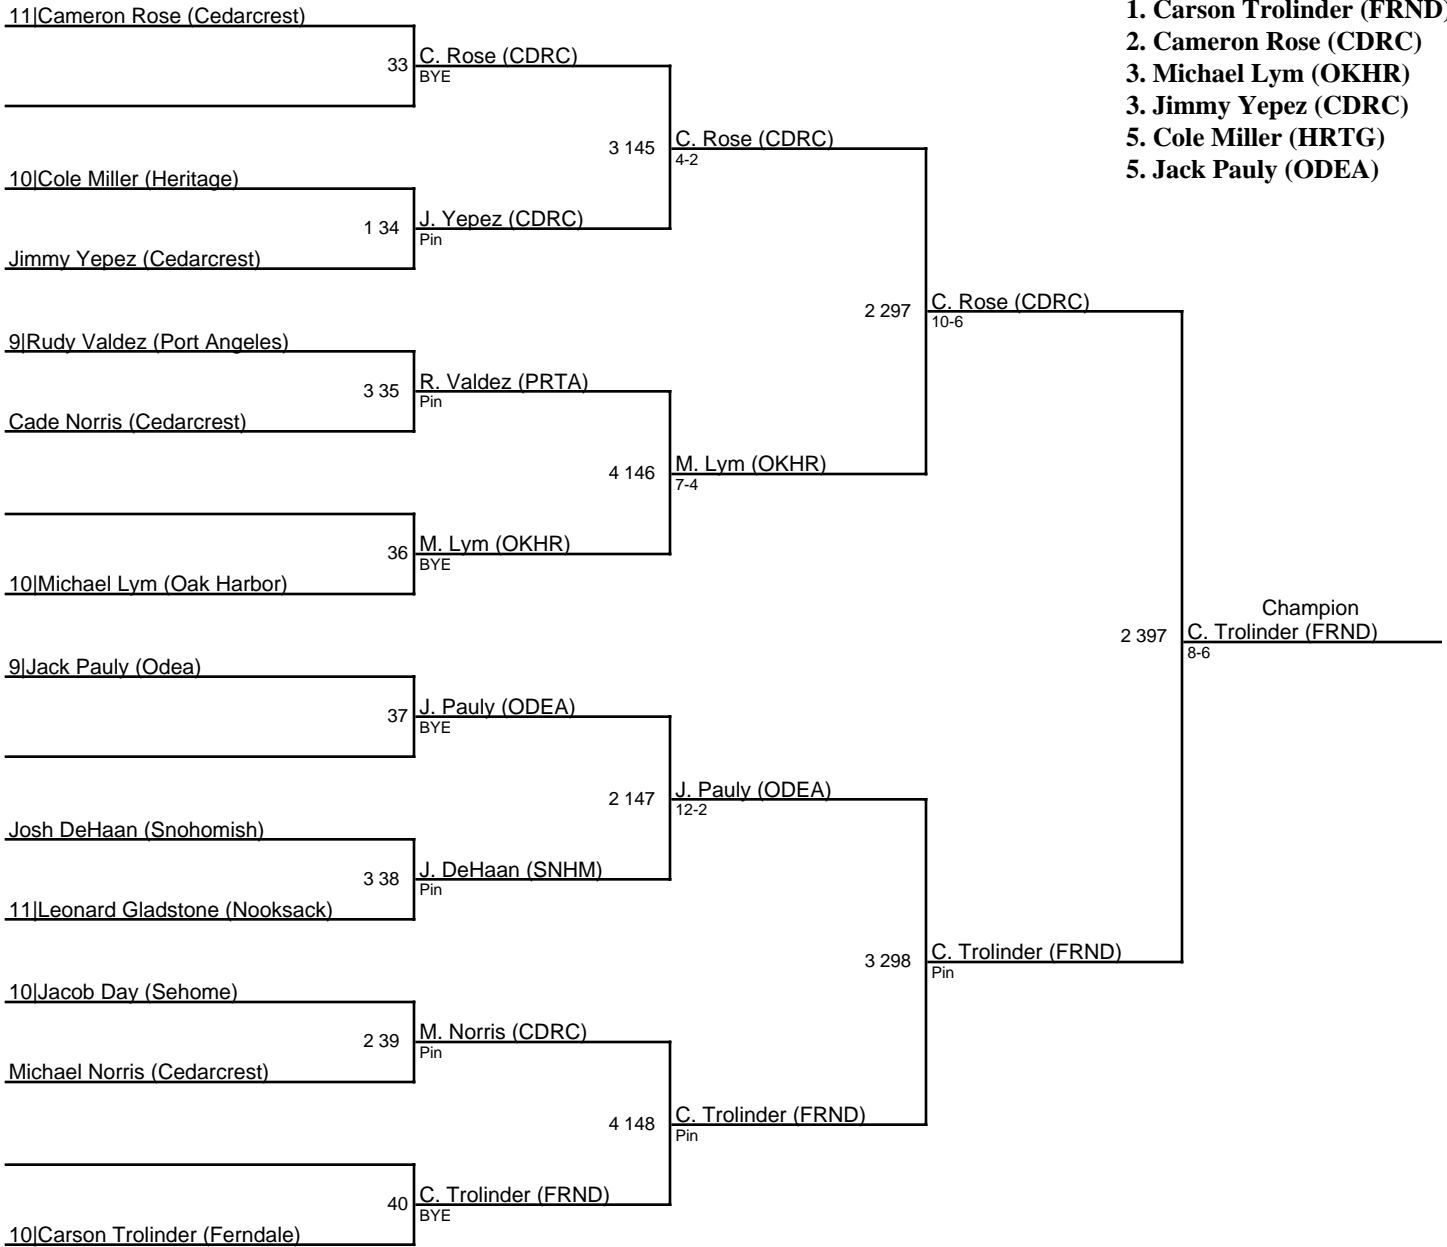 11|Cameron Rose (Cedarcrest)
33
C. Rose (CDRC)
BYE
10|Cole Miller (Heritage)
1 34
J. Yepez (CDRC)
Pin
Jimmy Yepez (Cedarcrest)
3 145
C. Rose (CDRC)
4-2
9|Rudy Valdez (Port Angeles)
3 35
R. Valdez (PRTA)
Pin
Cade Norris (Cedarcrest)
4 146
M. Lym (OKHR)
7-4
36
M. Lym (OKHR)
BYE
10|Michael Lym (Oak Harbor)
2 297
C. Rose (CDRC)
10-6
9|Jack Pauly (Odea)
37
J. Pauly (ODEA)
BYE
2 147
J. Pauly (ODEA)
12-2
Josh DeHaan (Snohomish)
3 38
J. DeHaan (SNHM)
Pin
11|Leonard Gladstone (Nooksack)
3 298
C. Trolinder (FRND)
Pin
10|Jacob Day (Sehome)
2 39
M. Norris (CDRC)
Pin
Michael Norris (Cedarcrest)
4 148
C. Trolinder (FRND)
Pin
40
C. Trolinder (FRND)
BYE
10|Carson Trolinder (Ferndale)
2 397
Champion
C. Trolinder (FRND)
8-6
1. Carson Trolinder (FRND)
2. Cameron Rose (CDRC)
3. Michael Lym (OKHR)
3. Jimmy Yepez (CDRC)
5. Cole Miller (HRTG)
5. Jack Pauly (ODEA)